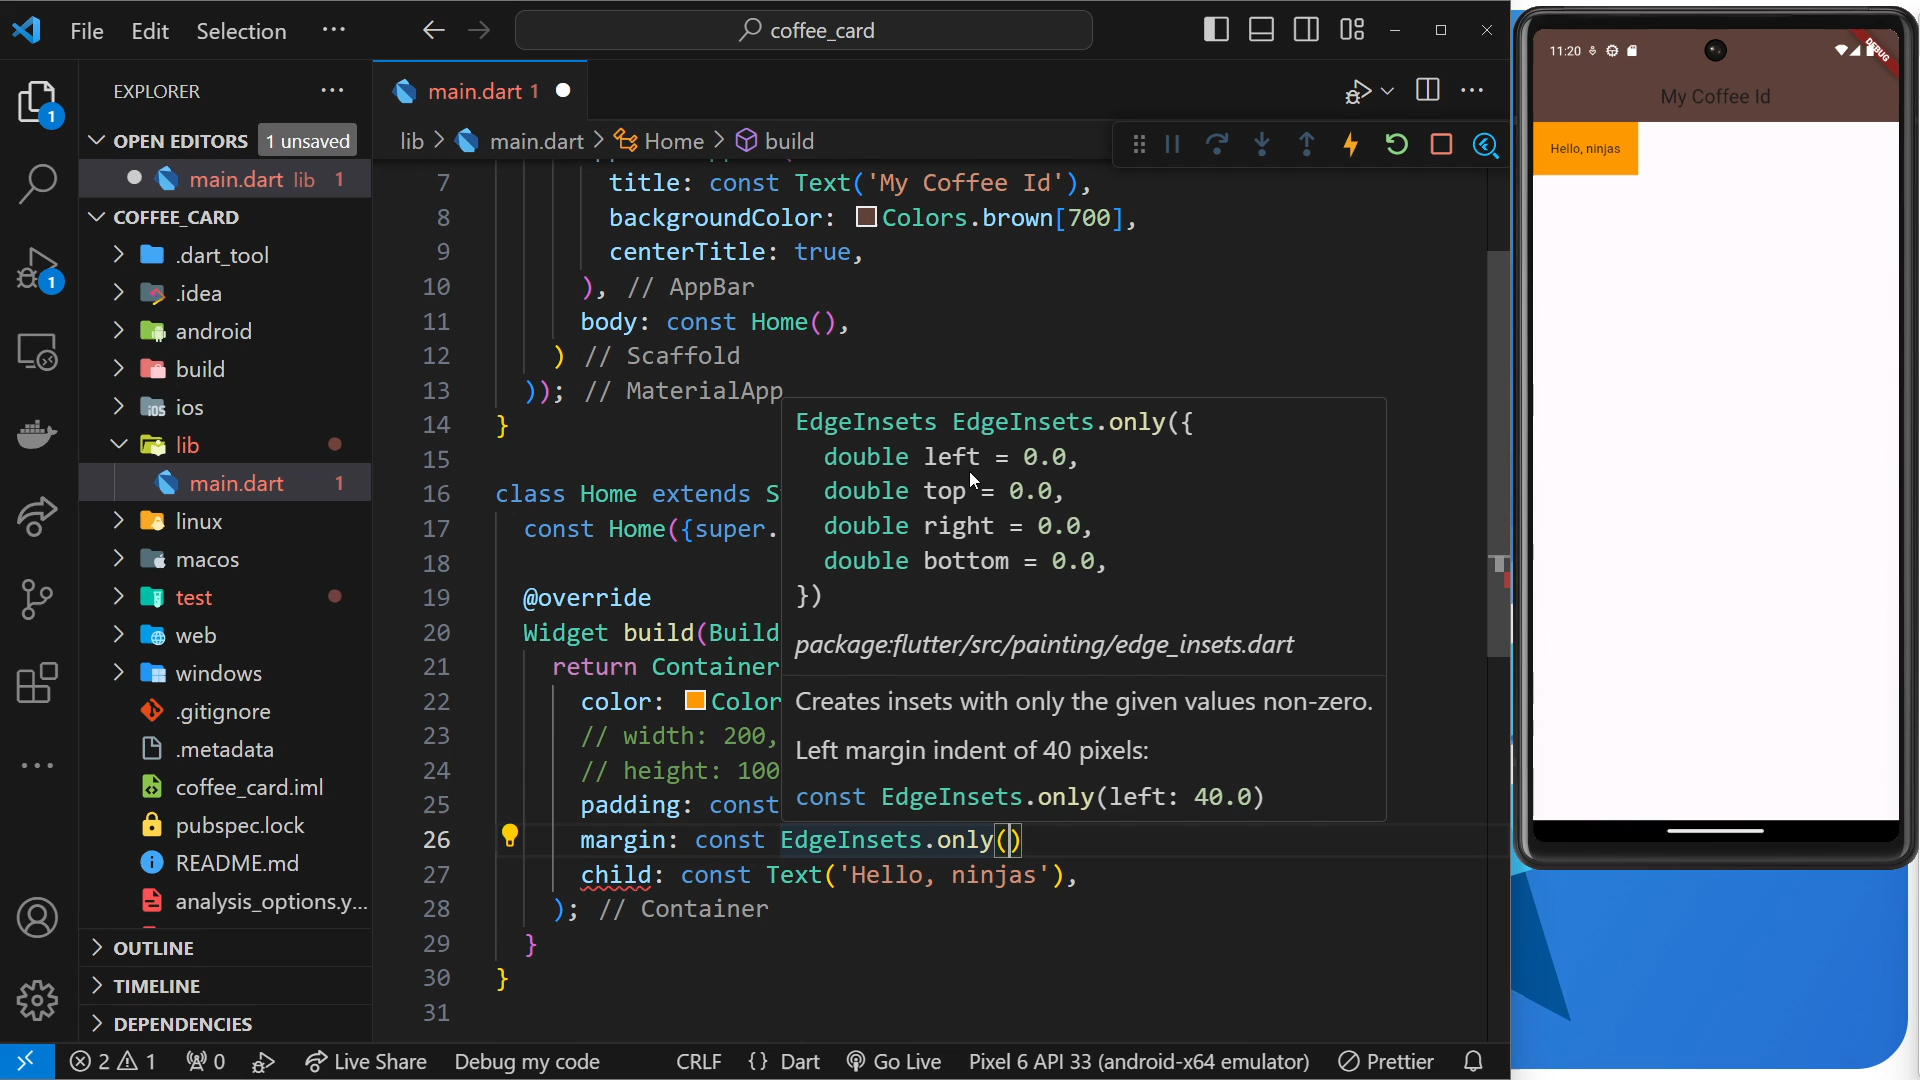 File Edit Selection ···
coffee_card
EXPLORER
OPEN EDITORS 1 unsaved
main.dart lib 1
COFFEE_CARD
.dart_tool
.idea
android
build
ios
lib
main.dart 1
linux
macos
test
web
windows
.gitignore
.metadata
coffee_card.iml
pubspec.lock
README.md
analysis_options.y...
OUTLINE
TIMELINE
DEPENDENCIES
1
1
main.dart 1
lib > main.dart > Home > build
7 title: const Text('My Coffee Id'),
8 backgroundColor: Colors.brown[700],
9 centerTitle: true,
10 ), // AppBar
11 body: const Home(),
12 ) // Scaffold
13 )); // MaterialApp
14 }
15
16 class Home extends S
17 const Home({super.
18
19 @override
20 Widget build(Build
21 return Container
22 color: Color
23 // width: 200,
24 // height: 100
25 padding: const
26 margin: const EdgeInsets.only()
27 child: const Text('Hello, ninjas'),
28 ); // Container
29 }
30 }
31
EdgeInsets EdgeInsets.only({
double left = 0.0,
double top = 0.0,
double right = 0.0,
double bottom = 0.0,
})
package:flutter/src/painting/edge_insets.dart
Creates insets with only the given values non-zero.
Left margin indent of 40 pixels:
const EdgeInsets.only(left: 40.0)
2 1 0 Live Share Debug my code CRLF {} Dart Go Live Pixel 6 API 33 (android-x64 emulator) Prettier
11:20
DEBUG
My Coffee Id
Hello, ninjas